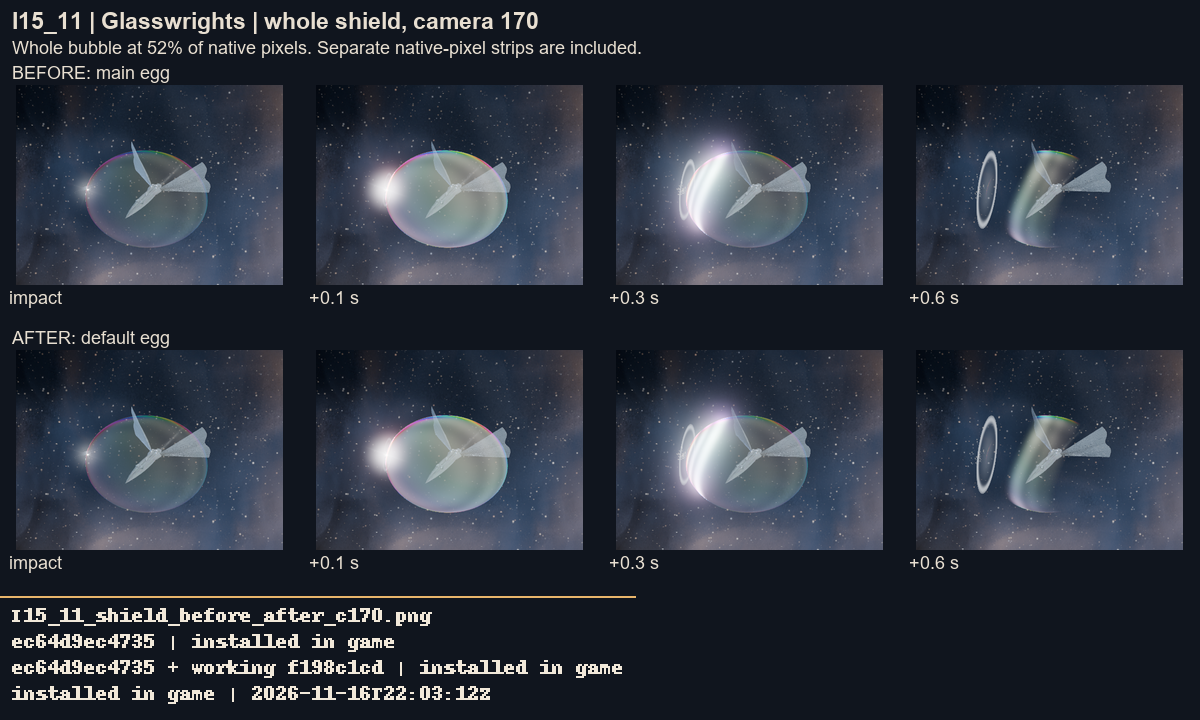 I15_11 | Glasswrights | whole shield, camera 170
Whole bubble at 52% of native pixels. Separate native-pixel strips are included.
BEFORE: main egg
impact +0.1 s +0.3 s +0.6 s
AFTER: default egg
impact +0.1 s +0.3 s +0.6 s
I15_11_shield_before_after_c170.png
ec64d9ec4735 | installed in game
ec64d9ec4735 + working f198c1cd | installed in game
installed in game | 2026-11-16T22:03:12Z